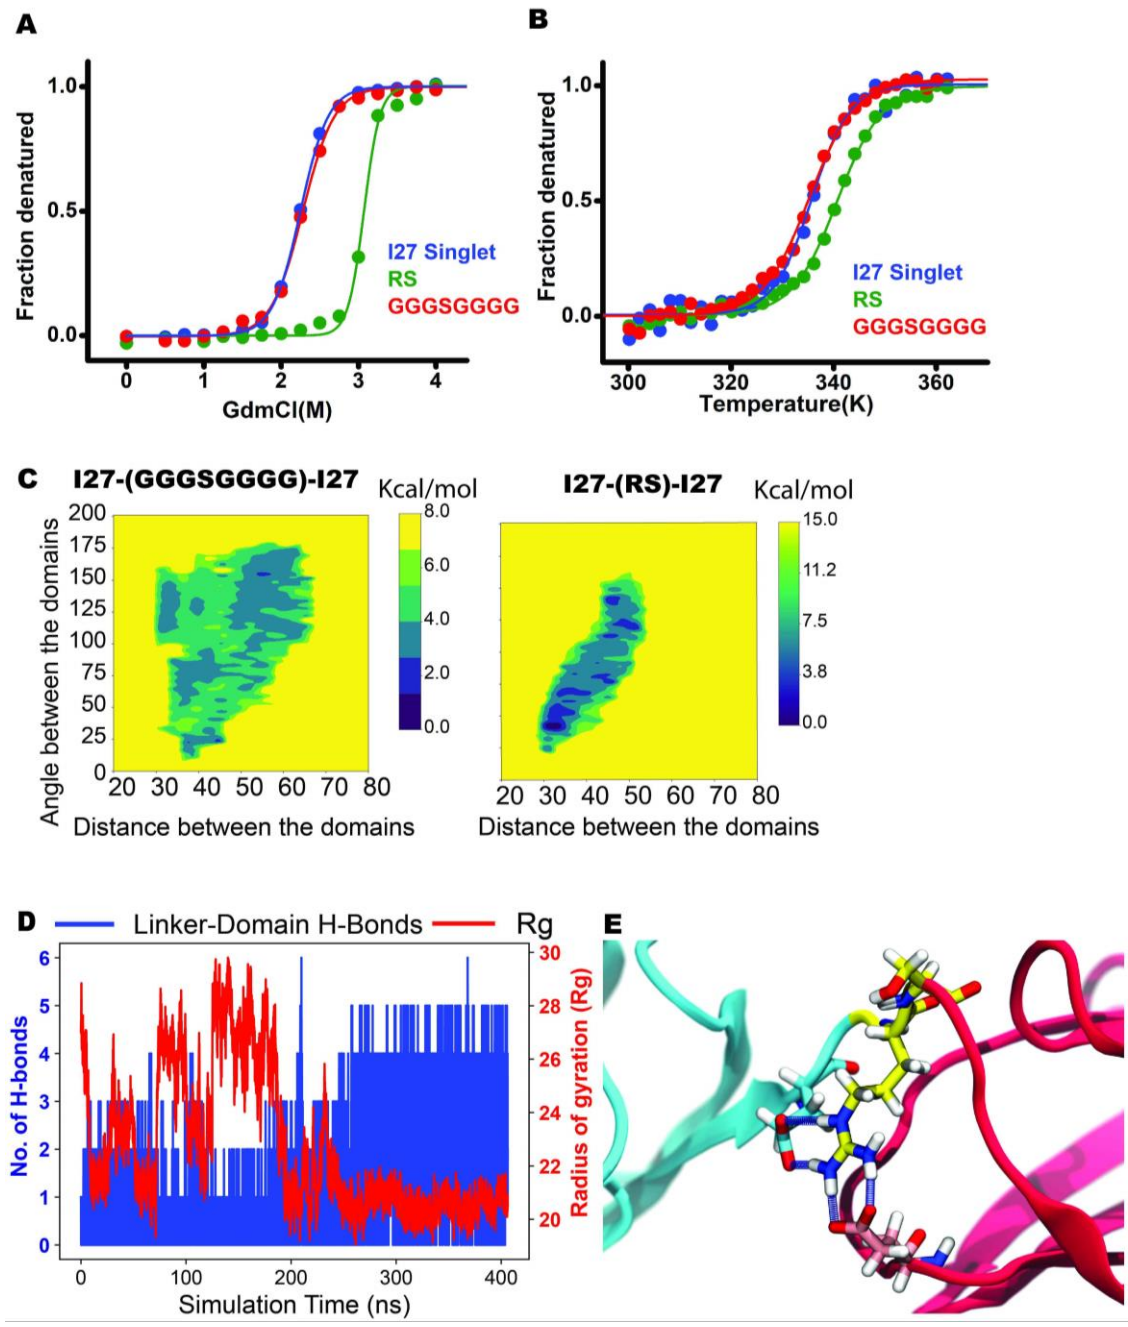 A
Fraction denatured
1.0
0.5
0.0
I27 Singlet
RS
GGGSGGGG
0 1 2 3 4
GdmCl(M)
B
Fraction denatured
1.0
0.5
0.0
I27 Singlet
RS
GGGSGGGG
300 320 340 360
Temperature(K)
C
I27-(GGGSGGGG)-I27
Kcal/mol
Angle between the domains
200
175
150
125
100
75
50
25
0
20 30 40 50 60 70 80
Distance between the domains
8.0
6.0
4.0
2.0
0.0
I27-(RS)-I27
Kcal/mol
20 30 40 50 60 70 80
Distance between the domains
15.0
11.2
7.5
3.8
0.0
D
Linker-Domain H-Bonds
Rg
No. of H-bonds
6
5
4
3
2
1
0
0 100 200 300 400
Simulation Time (ns)
30
28
26
24
22
20
Radius of gyration (Rg)
E